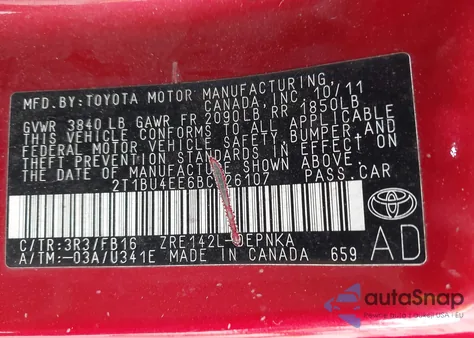 MFD. BY: TOYOTA MOTOR MANUFACTURING,
CANADA, INC. 10/11
GVWR 3840 LB GAWR FR 2090LB RR 1850LB
THIS VEHICLE CONFORMS TO ALL APPLICABLE
FEDERAL MOTOR VEHICLE SAFETY, BUMPER, AND
THEFT PREVENTION STANDARDS IN EFFECT ON
THE DATE OF MANUFACTURE SHOWN ABOVE.
PASS. CAR
C/TR:3R3/FB16
A/TM:-03A/U341E MADE IN CANADA 659
AD
autoSnap